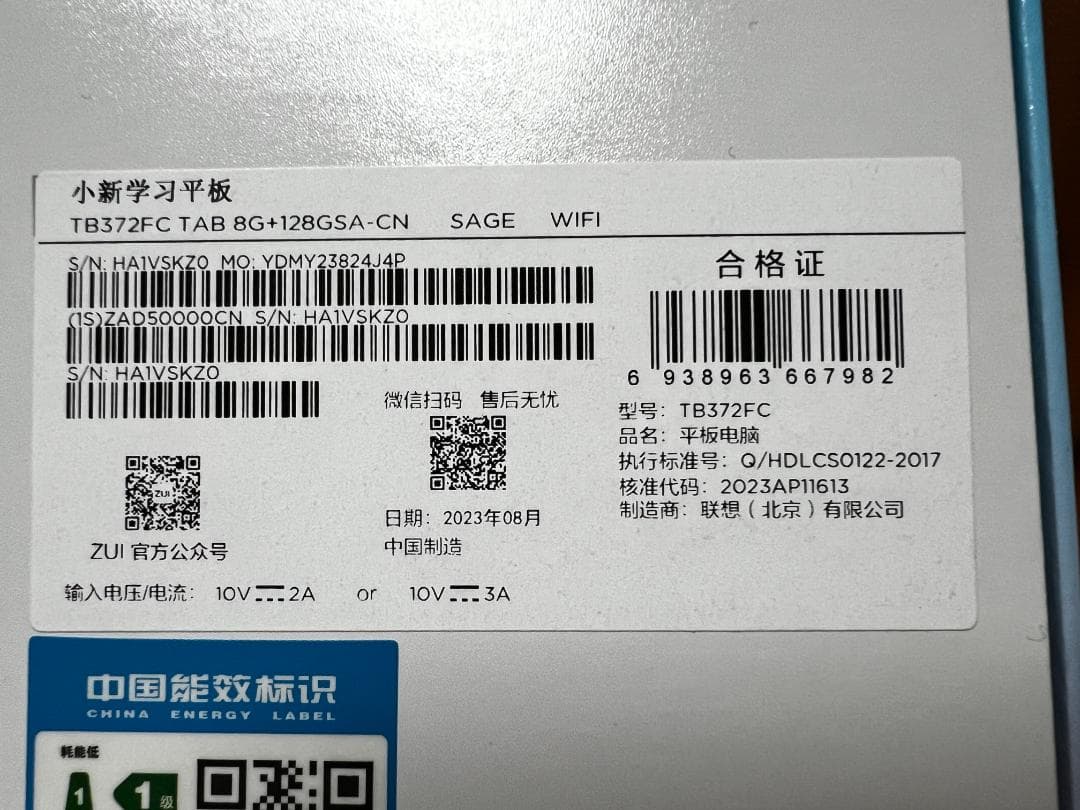 小新学习平板
TB372FC TAB 8G+128GSA-CN SAGE WIFI
S/N: HA1VSKZ0 MO: YDMY23824J4P
(1S)ZAD50000CN S/N: HA1VSKZ0
S/N: HA1VSKZ0
合格证
6 938963 667982
微信扫码 售后无忧
型号: TB372FC
品名: 平板电脑
执行标准号: Q/HDLCS0122-2017
核准代码: 2023AP11613
制造商: 联想(北京)有限公司
ZUI
ZUI 官方公众号
日期: 2023年08月
中国制造
输入电压/电流: 10V⎓2A or 10V⎓3A
中国能效标识
CHINA ENERGY LABEL
耗能低
1
1级